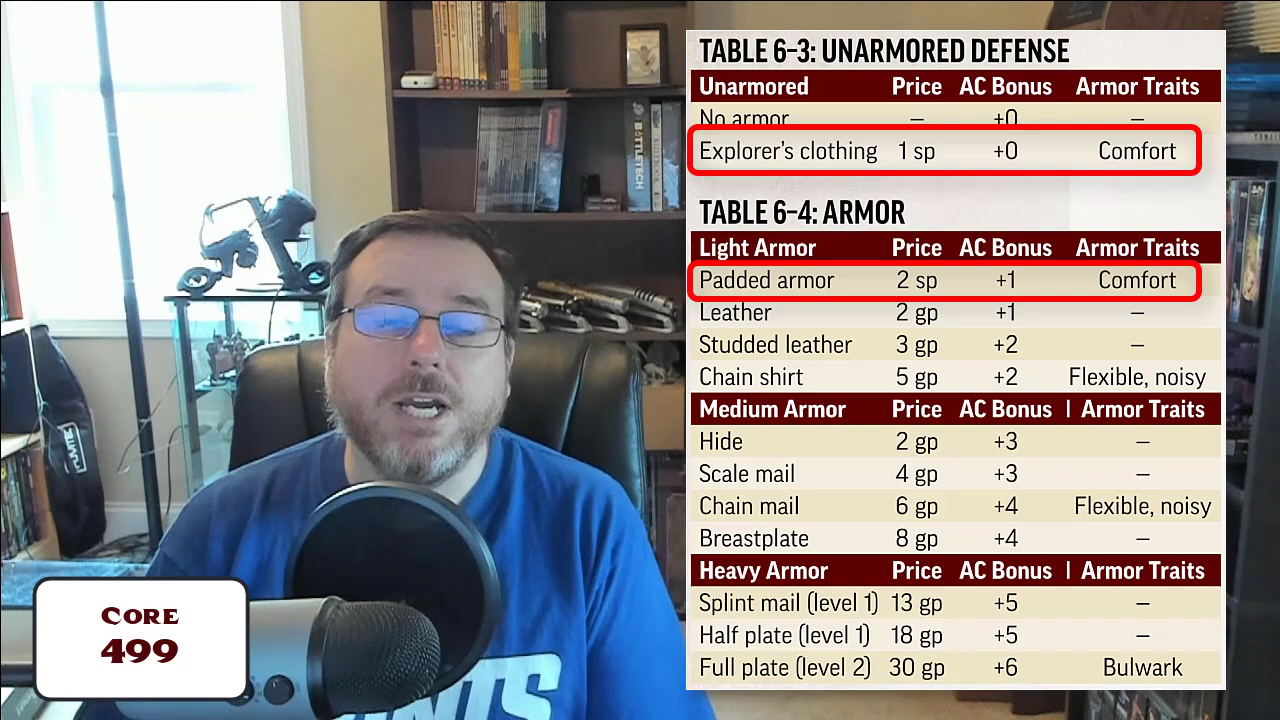 TABLE 6–3: UNARMORED DEFENSE
Unarmored Price AC Bonus Armor Traits
No armor — +0 —
Explorer's clothing 1 sp +0 Comfort
TABLE 6–4: ARMOR
Light Armor Price AC Bonus Armor Traits
Padded armor 2 sp +1 Comfort
Leather 2 gp +1 —
Studded leather 3 gp +2 —
Chain shirt 5 gp +2 Flexible, noisy
Medium Armor Price AC Bonus | Armor Traits
Hide 2 gp +3 —
Scale mail 4 gp +3 —
Chain mail 6 gp +4 Flexible, noisy
Breastplate 8 gp +4 —
Heavy Armor Price AC Bonus | Armor Traits
Splint mail (level 1) 13 gp +5 —
Half plate (level 1) 18 gp +5 —
Full plate (level 2) 30 gp +6 Bulwark
BATTLETECH
CORE
499